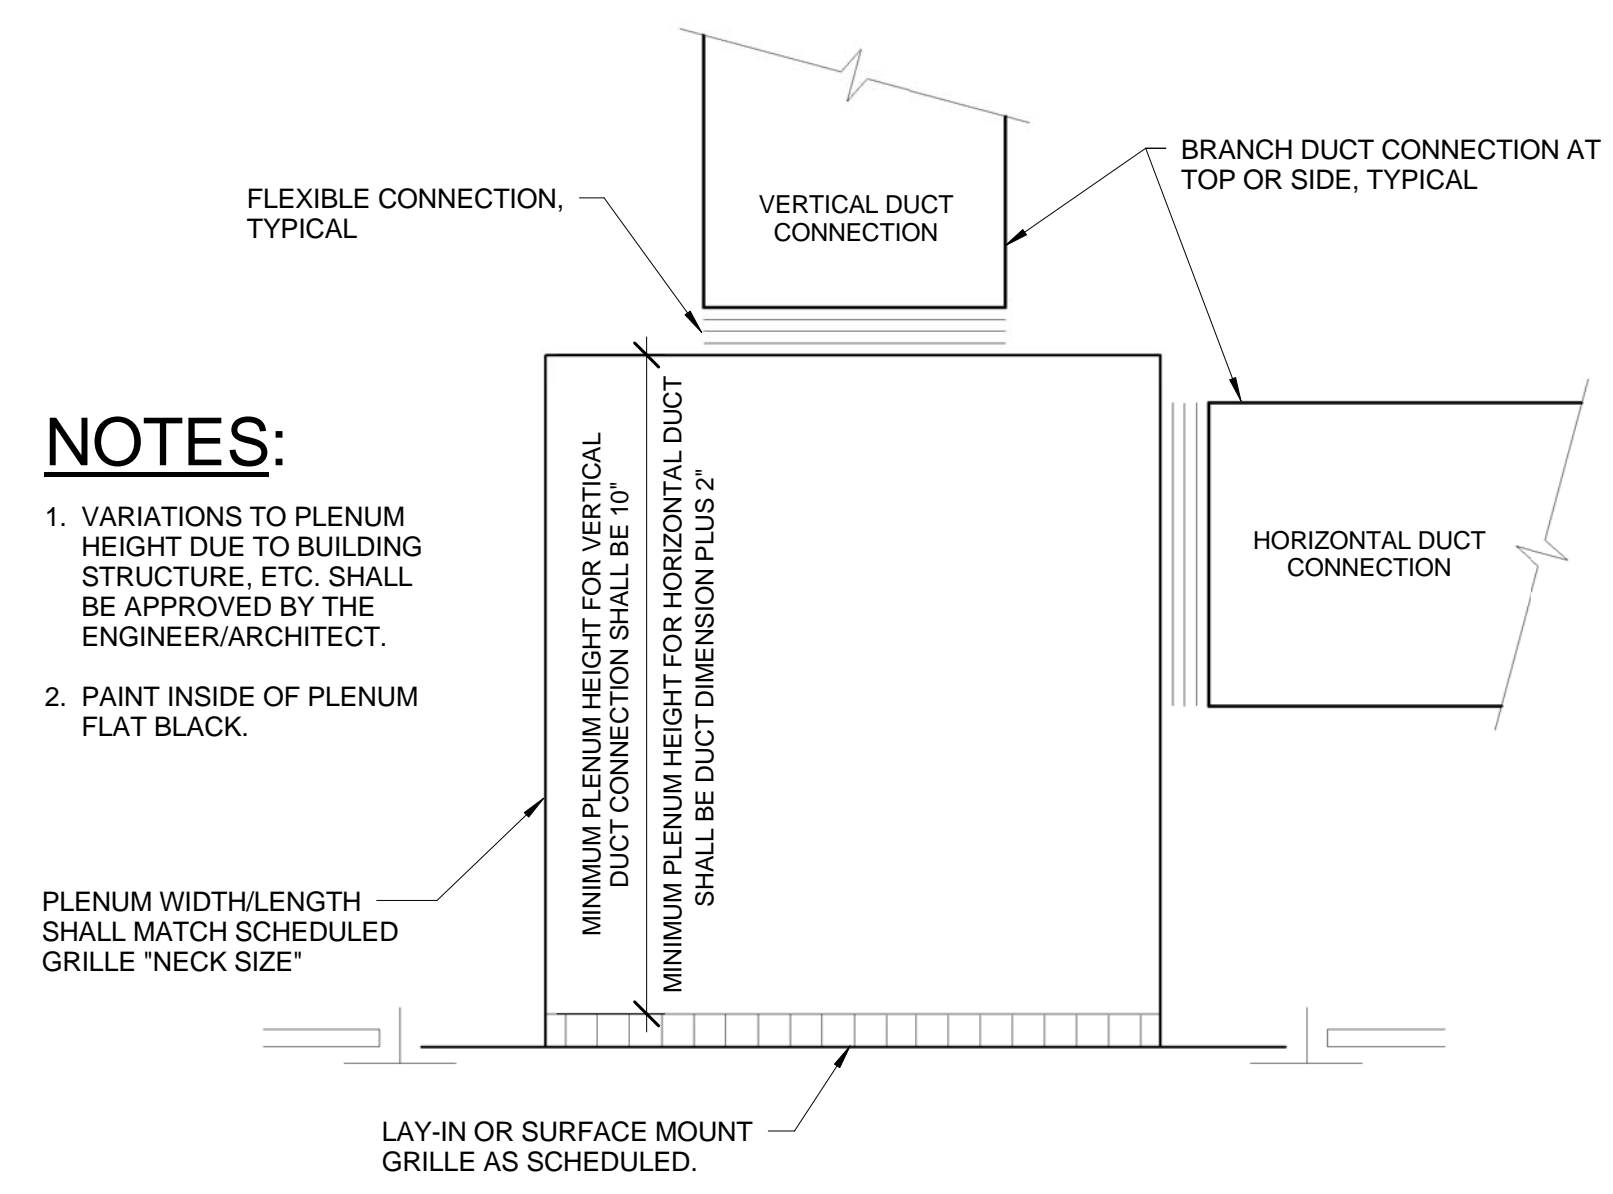 FLEXIBLE CONNECTION,
TYPICAL
VERTICAL DUCT
CONNECTION
BRANCH DUCT CONNECTION AT
TOP OR SIDE, TYPICAL
NOTES:
1. VARIATIONS TO PLENUM
HEIGHT DUE TO BUILDING
STRUCTURE, ETC. SHALL
BE APPROVED BY THE
ENGINEER/ARCHITECT.
2. PAINT INSIDE OF PLENUM
FLAT BLACK.
MINIMUM PLENUM HEIGHT FOR VERTICAL
DUCT CONNECTION SHALL BE 10"
MINIMUM PLENUM HEIGHT FOR HORIZONTAL DUCT
SHALL BE DUCT DIMENSION PLUS 2"
HORIZONTAL DUCT
CONNECTION
PLENUM WIDTH/LENGTH
SHALL MATCH SCHEDULED
GRILLE "NECK SIZE"
LAY-IN OR SURFACE MOUNT
GRILLE AS SCHEDULED.